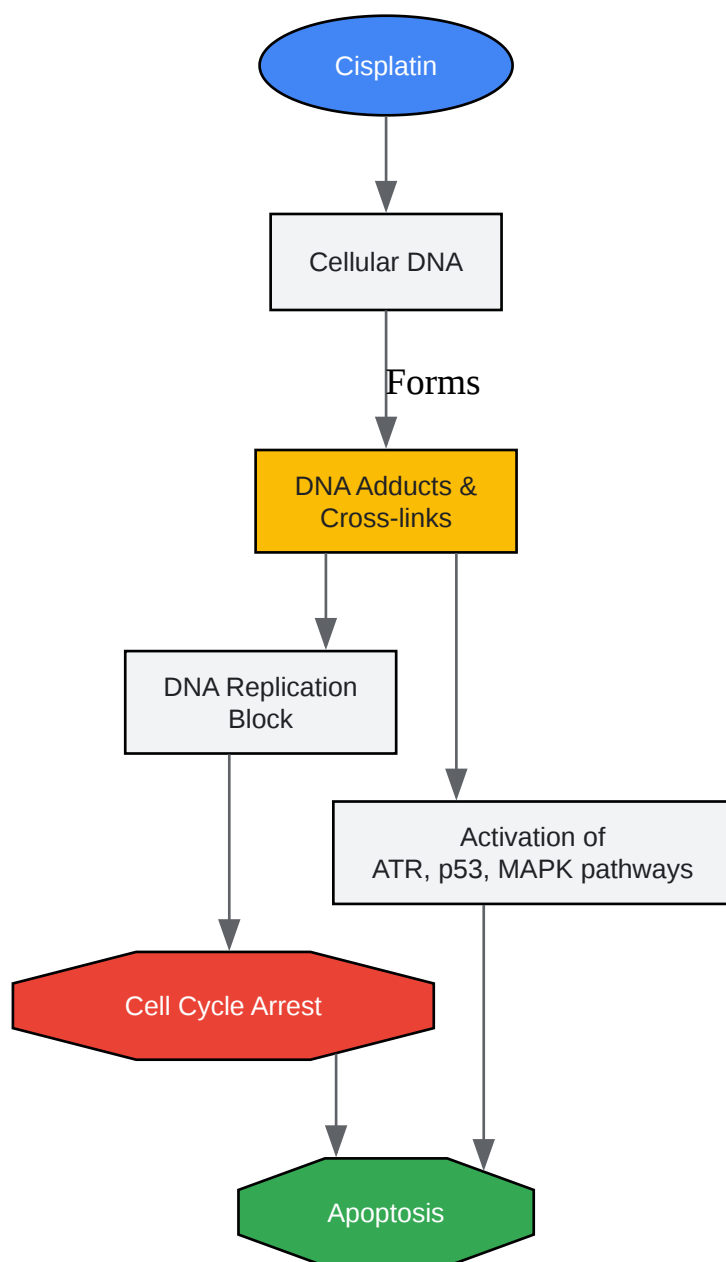 Cisplatin
Cellular DNA
Forms
DNA Adducts &
Cross-links
DNA Replication
Block
Activation of
ATR, p53, MAPK pathways
Cell Cycle Arrest
Apoptosis